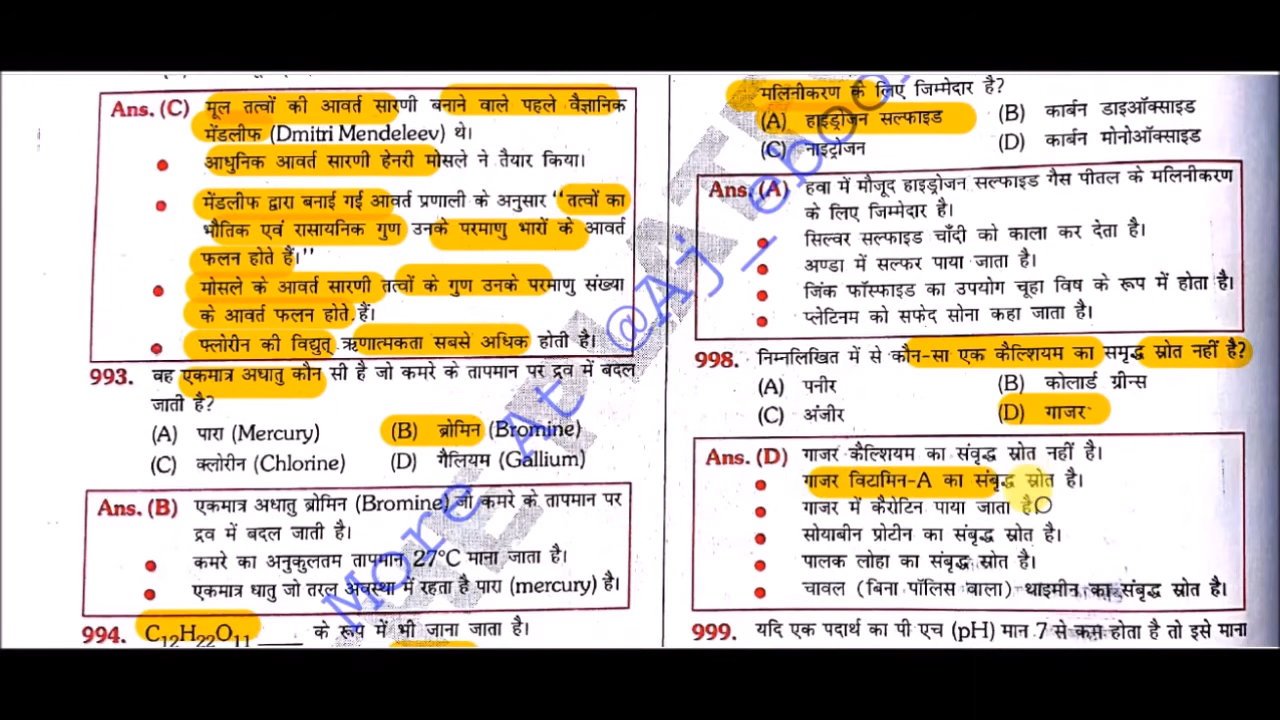 Ans. (C) मूल तत्वों की आवर्त सारणी बनाने वाले पहले वैज्ञानिक
मेंडलीफ (Dmitri Mendeleev) थे।
आधुनिक आवर्त सारणी हेनरी मोसले ने तैयार किया।
मेंडलीफ द्वारा बनाई गई आवर्त प्रणाली के अनुसार "तत्वों का
भौतिक एवं रासायनिक गुण उनके परमाणु भारों के आवर्त
फलन होते हैं।"
मोसले के आवर्त सारणी तत्वों के गुण उनके परमाणु संख्या
के आवर्त फलन होते हैं।
फ्लोरीन की विद्युत् ऋणात्मकता सबसे अधिक होती है।
993. वह एकमात्र अधातु कौन सी है जो कमरे के तापमान पर द्रव में बदल
जाती है?
(A) पारा (Mercury) (B) ब्रोमिन (Bromine)
(C) क्लोरीन (Chlorine) (D) गैलियम (Gallium)
Ans. (B) एकमात्र अधातु ब्रोमिन (Bromine) जो कमरे के तापमान पर
द्रव में बदल जाती है।
कमरे का अनुकुलतम तापमान 27°C माना जाता है।
एकमात्र धातु जो तरल अवस्था में रहता है पारा (mercury) है।
994. C12H22O11 ____ के रूप में भी जाना जाता है।
मलिनीकरण के लिए जिम्मेदार है?
(A) हाईड्रोजन सल्फाइड (B) कार्बन डाइऑक्साइड
(C) नाइट्रोजन (D) कार्बन मोनोऑक्साइड
Ans. (A) हवा में मौजूद हाइड्रोजन सल्फाइड गैस पीतल के मलिनीकरण
के लिए जिम्मेदार है।
सिल्वर सल्फाइड चाँदी को काला कर देता है।
अण्डा में सल्फर पाया जाता है।
जिंक फॉस्फाइड का उपयोग चूहा विष के रूप में होता है।
प्लेटिनम को सफेद सोना कहा जाता है।
998. निम्नलिखित में से कौन-सा एक कैल्शियम का समृद्ध स्रोत नहीं है?
(A) पनीर (B) कोलार्ड ग्रीन्स
(C) अंजीर (D) गाजर
Ans. (D) गाजर कैल्शियम का संवृद्ध स्रोत नहीं है।
गाजर विटामिन-A का संबृद्ध स्रोत है।
गाजर में कैरोटिन पाया जाता है
सोयाबीन प्रोटीन का संबृद्ध स्रोत है।
पालक लोहा का संबृद्ध स्रोत है।
चावल (बिना पॉलिस वाला) थाइमीन का संबृद्ध स्रोत है।
999. यदि एक पदार्थ का पी एच (pH) मान 7 से कम होता है तो इसे माना
More At @Aj_ebo